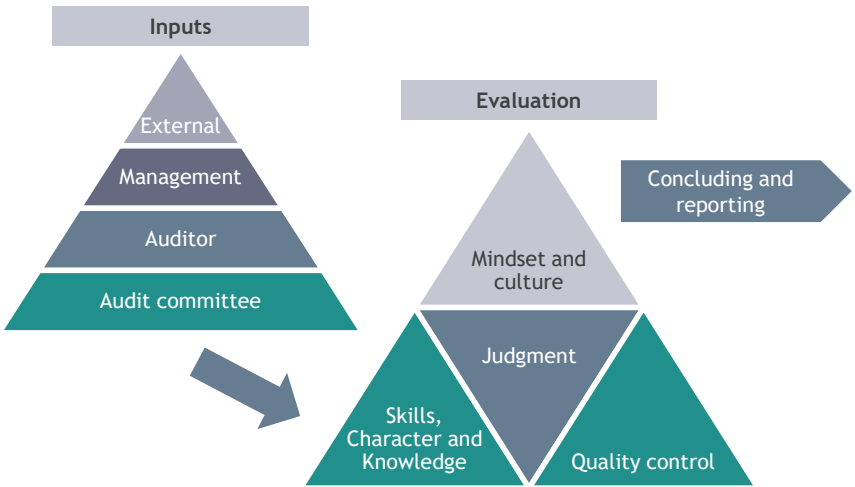 Inputs
External
Management
Auditor
Audit committee
Evaluation
Mindset and
culture
Judgment
Skills,
Character and
Knowledge
Quality control
Concluding and
reporting